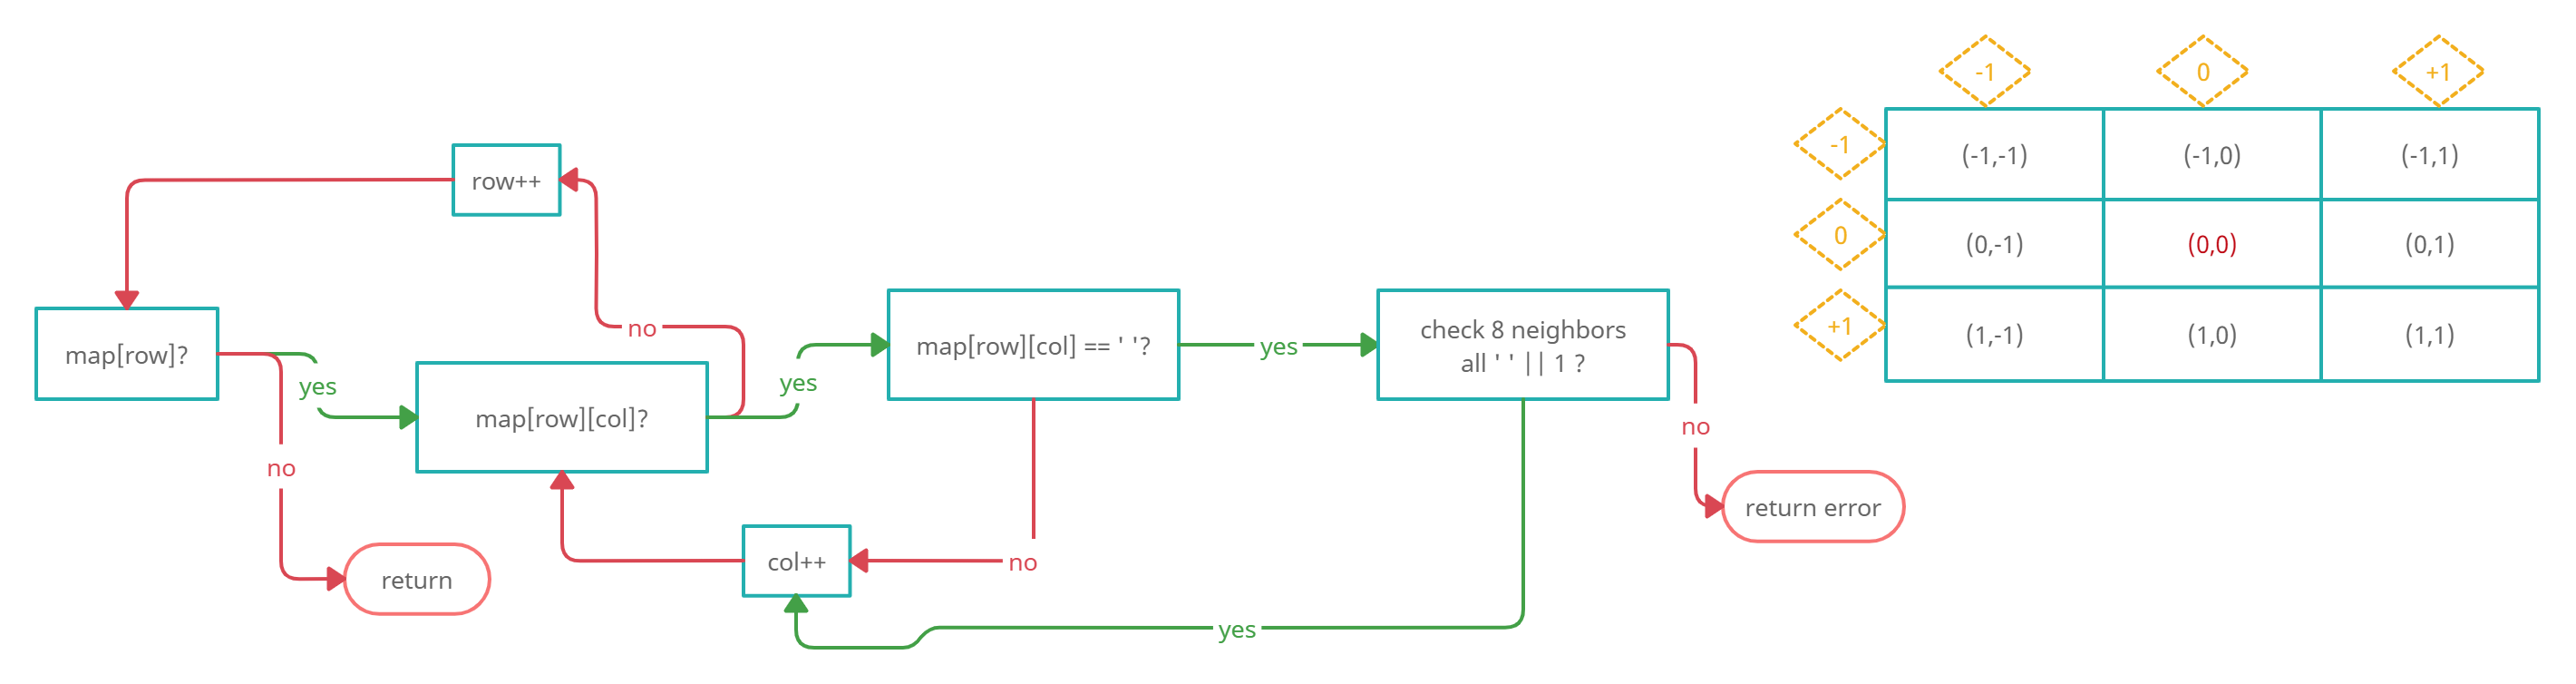 row++
no
map[row]?
yes
no
return
map[row][col]?
yes
map[row][col] == ' '?
no
col++
yes
check 8 neighbors
all ' ' || 1 ?
yes
no
return error
-1
0
+1
-1
(-1,-1)
(-1,0)
(-1,1)
0
(0,-1)
(0,0)
(0,1)
+1
(1,-1)
(1,0)
(1,1)